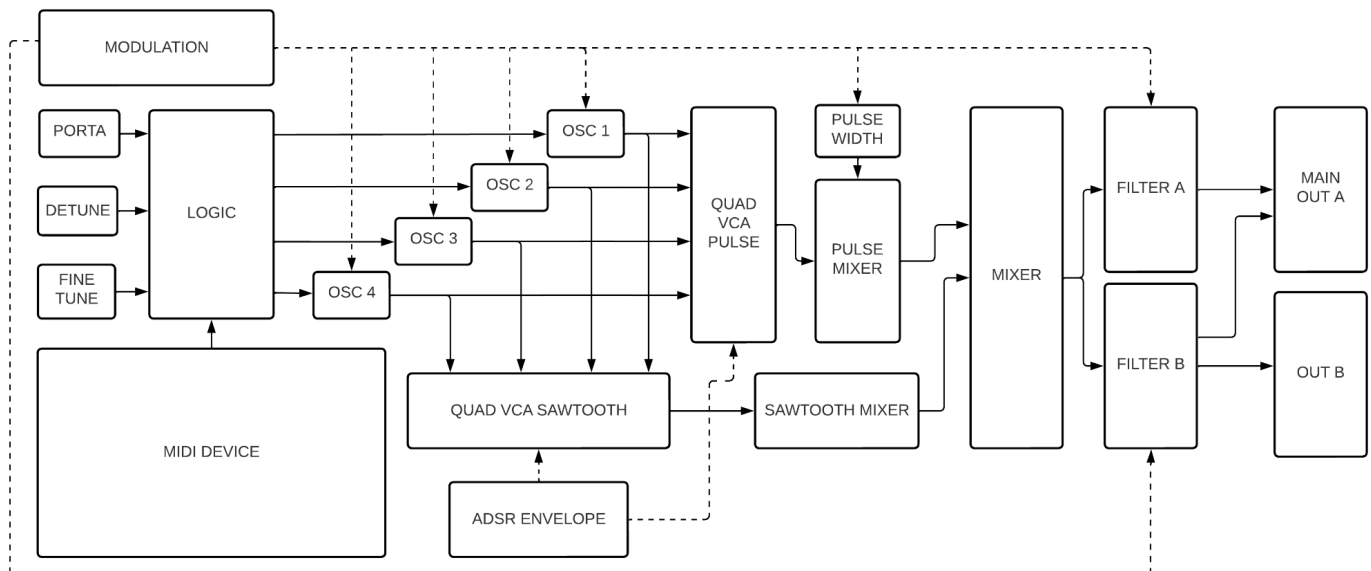 MODULATION
PORTA
DETUNE
FINE
TUNE
LOGIC
MIDI DEVICE
OSC 1
OSC 2
OSC 3
OSC 4
QUAD
VCA
PULSE
PULSE
WIDTH
PULSE
MIXER
QUAD VCA SAWTOOTH
SAWTOOTH MIXER
ADSR ENVELOPE
MIXER
FILTER A
FILTER B
MAIN
OUT A
OUT B